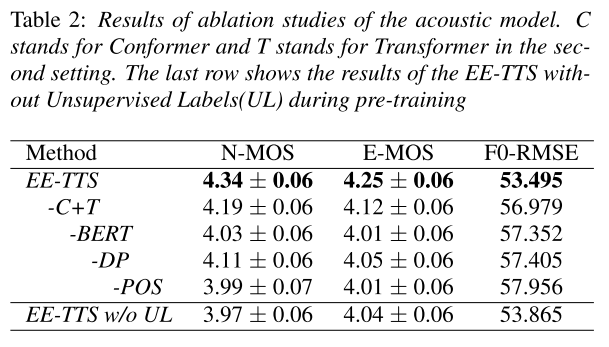 Table 2: Results of ablation studies of the acoustic model. C
stands for Conformer and T stands for Transformer in the sec-
ond setting. The last row shows the results of the EE-TTS with-
out Unsupervised Labels(UL) during pre-training
Method N-MOS E-MOS F0-RMSE
EE-TTS 4.34 ± 0.06 4.25 ± 0.06 53.495
-C+T 4.19 ± 0.06 4.12 ± 0.06 56.979
-BERT 4.03 ± 0.06 4.01 ± 0.06 57.352
-DP 4.11 ± 0.06 4.05 ± 0.06 57.405
-POS 3.99 ± 0.07 4.01 ± 0.06 57.956
EE-TTS w/o UL 3.97 ± 0.06 4.04 ± 0.06 53.865